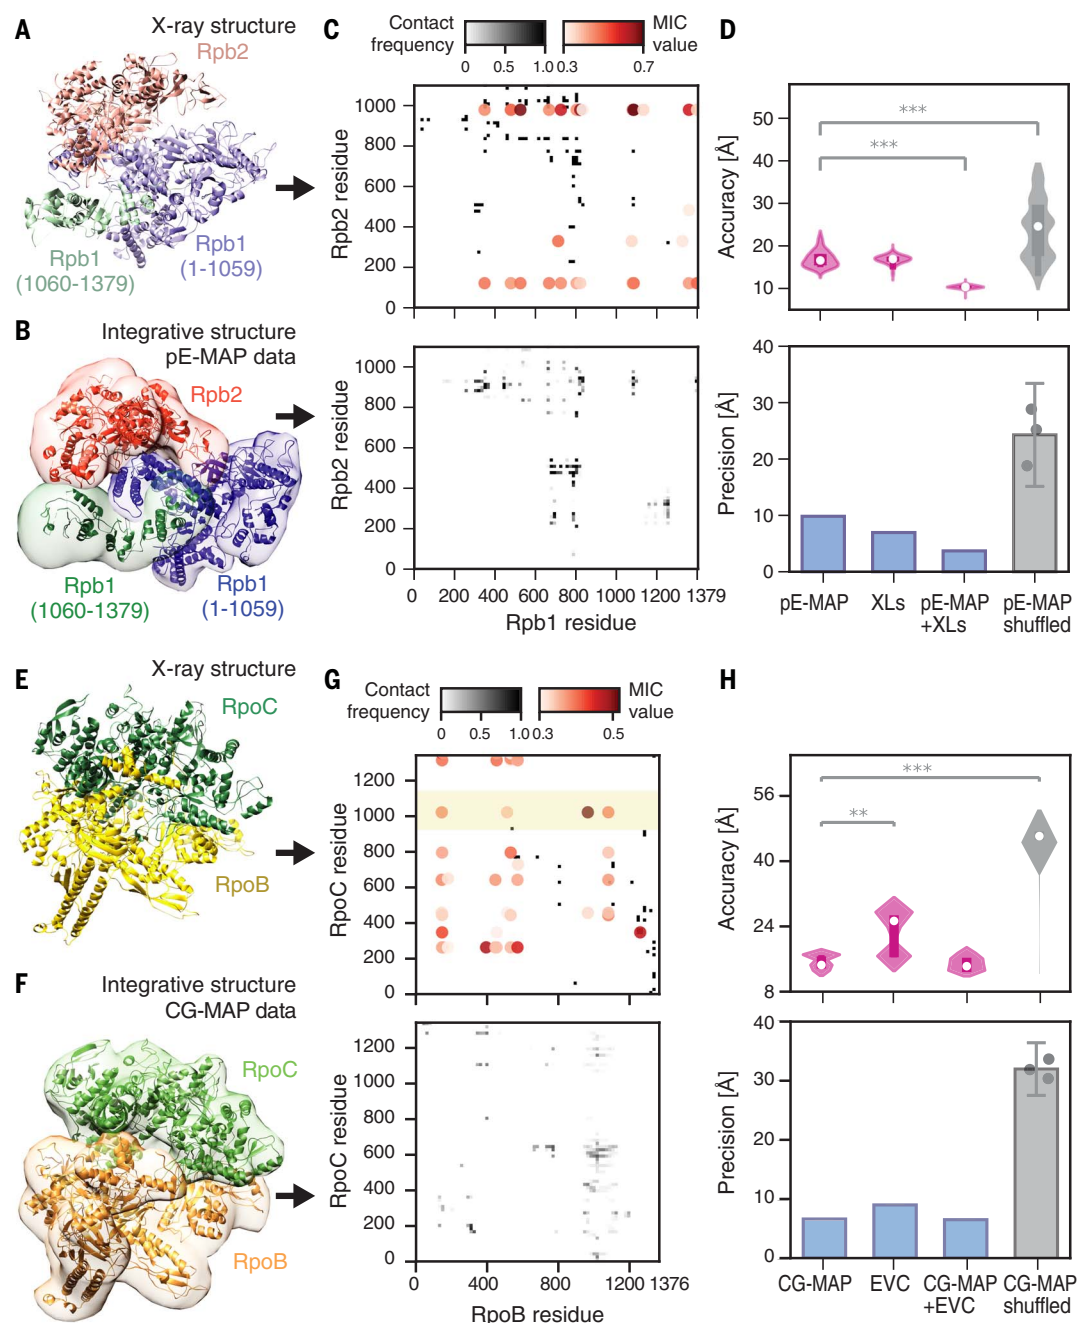 A
X-ray structure
Rpb2
Rpb1
(1060-1379)
Rpb1
(1-1059)
B
Integrative structure
pE-MAP data
Rpb2
Rpb1
(1060-1379)
Rpb1
(1-1059)
C
Contact
frequency
MIC
value
0 0.5 1.0
0.3 0.7
Rpb2 residue
1000
800
600
400
200
0
Rpb2 residue
1000
800
600
400
200
0
0 200 400 600 800 1000 1200 1379
Rpb1 residue
D
Accuracy [Å]
50
40
30
20
10
***
***
Precision [Å]
40
30
20
10
0
pE-MAP
XLs
pE-MAP
+XLs
pE-MAP
shuffled
E
X-ray structure
RpoC
RpoB
F
Integrative structure
CG-MAP data
RpoC
RpoB
G
Contact
frequency
MIC
value
0 0.5 1.0
0.3 0.5
RpoC residue
1200
1000
800
600
400
200
0
RpoC residue
1200
1000
800
600
400
200
0
0 400 800 1200 1376
RpoB residue
H
Accuracy [Å]
56
40
24
8
***
**
Precision [Å]
40
30
20
10
0
CG-MAP
EVC
CG-MAP
+EVC
CG-MAP
shuffled